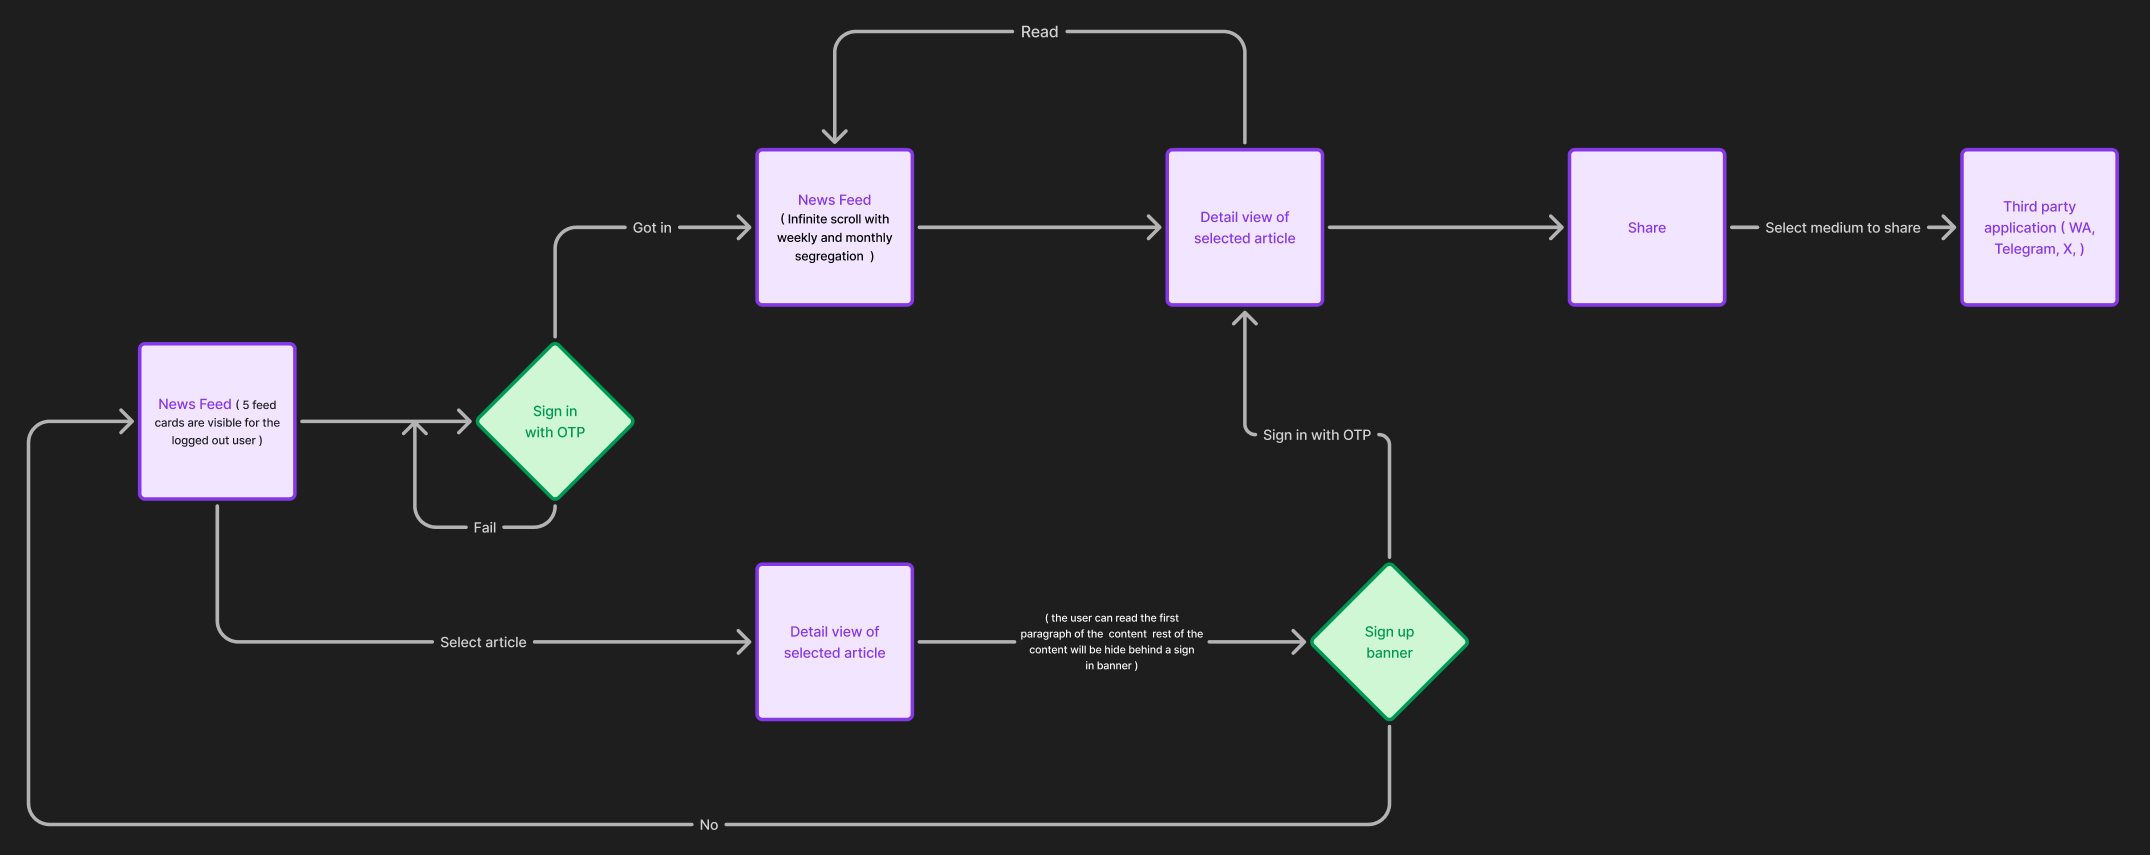 Read
News Feed
( Infinite scroll with
weekly and monthly
segregation  )
Got in
Detail view of
selected article
Share
Select medium to share
Third party
application ( WA,
Telegram, X, )
News Feed ( 5 feed
cards are visible for the
logged out user )
Sign in
with OTP
Sign in with OTP
Fail
Select article
Detail view of
selected article
( the user can read the first
paragraph of the  content  rest of the
content will be hide behind a sign
in banner )
Sign up
banner
No